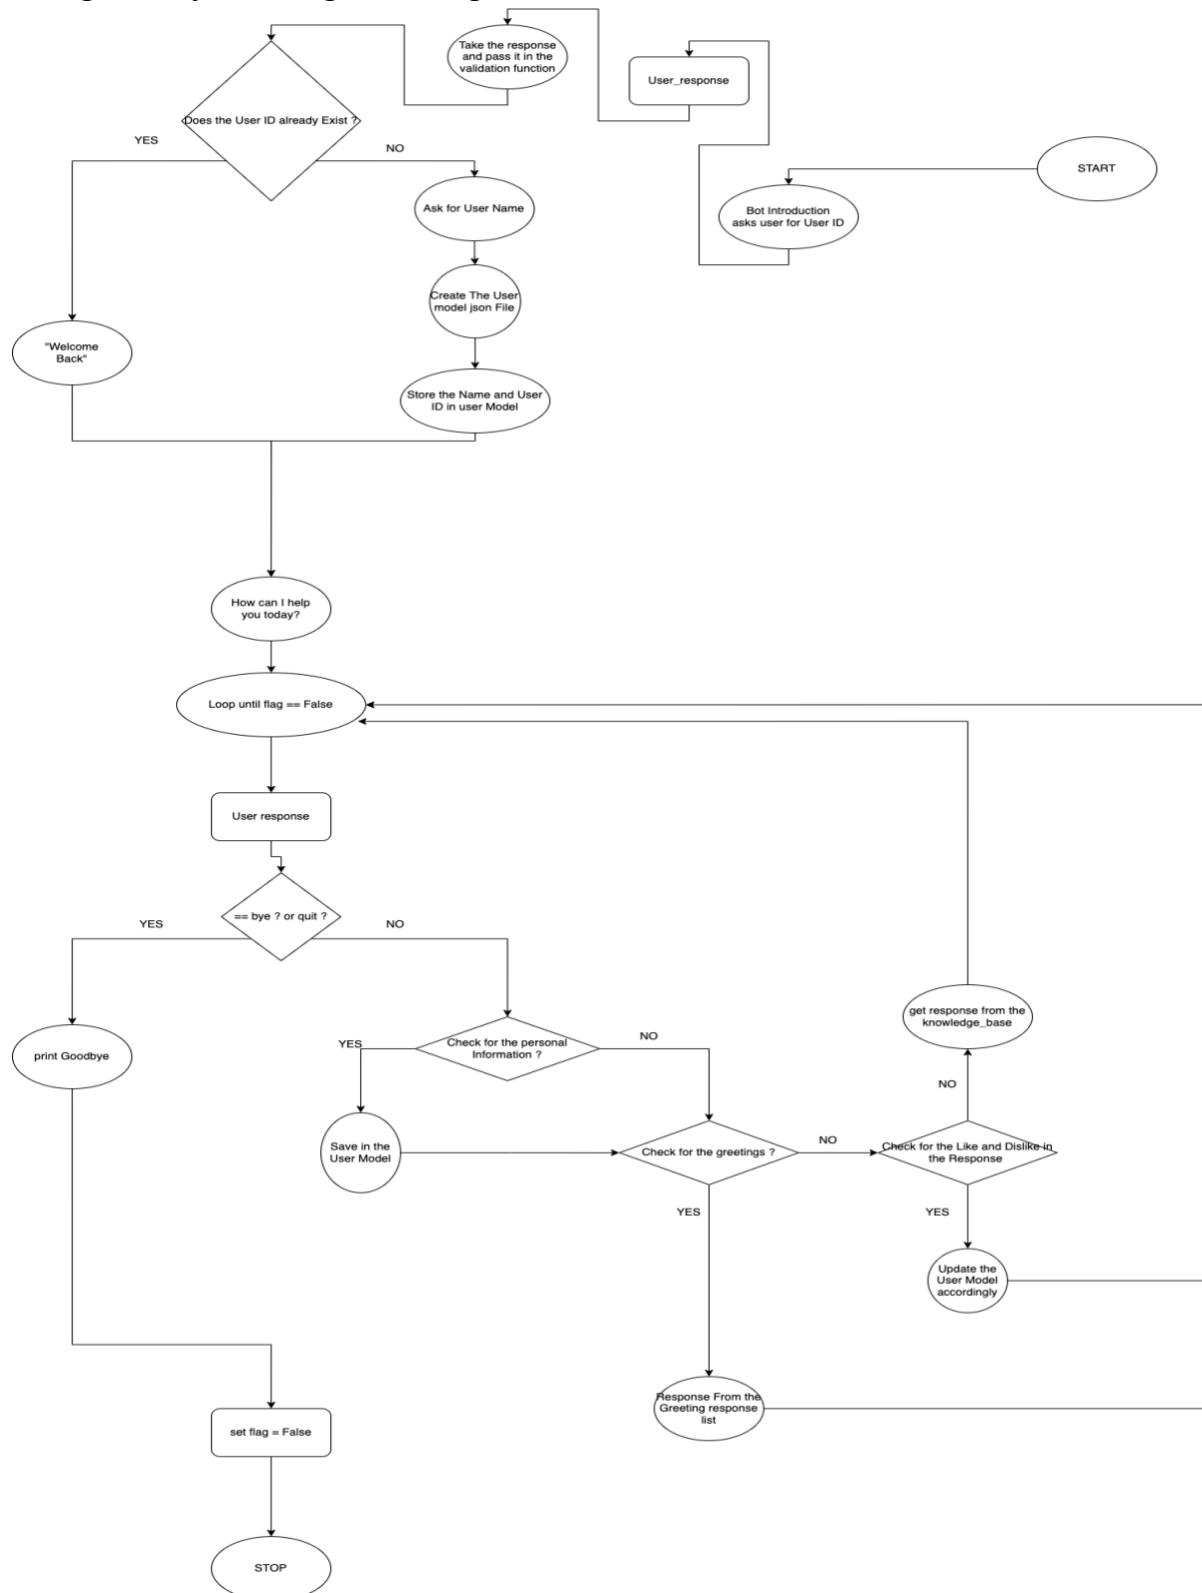 Take the response
and pass it in the
validation function
User_response
Does the User ID already Exist ?
YES
NO
START
Ask for User Name
Bot Introduction
asks user for User ID
Create The User
model json File
"Welcome
Back"
Store the Name and User
ID in user Model
How can I help
you today?
Loop until flag == False
User response
== bye ? or quit ?
YES
NO
get response from the
knowledge_base
print Goodbye
Check for the personal
Information ?
YES
NO
NO
Save in the
User Model
Check for the greetings ?
NO
Check for the Like and Dislike in
the Response
YES
YES
Update the
User Model
accordingly
Response From the
Greeting response
list
set flag = False
STOP